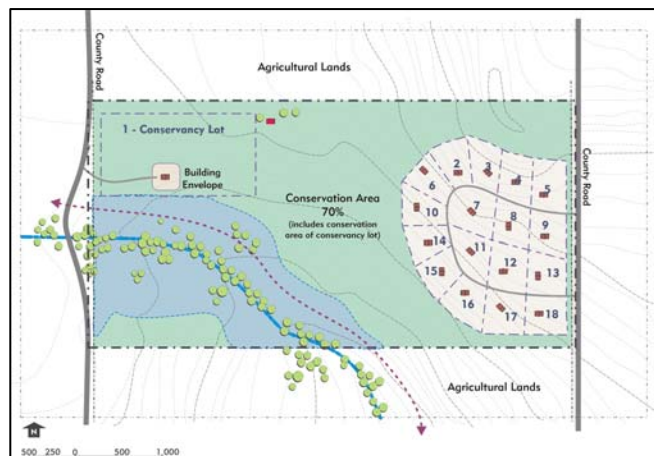 County Road
Agricultural Lands
1 - Conservancy Lot
Building
Envelope
Conservation Area
70%
(includes conservation
area of conservancy lot)
County Road
2
3
4
5
6
7
8
9
10
11
12
13
14
15
16
17
18
Agricultural Lands
N
500 250 0 500 1,000